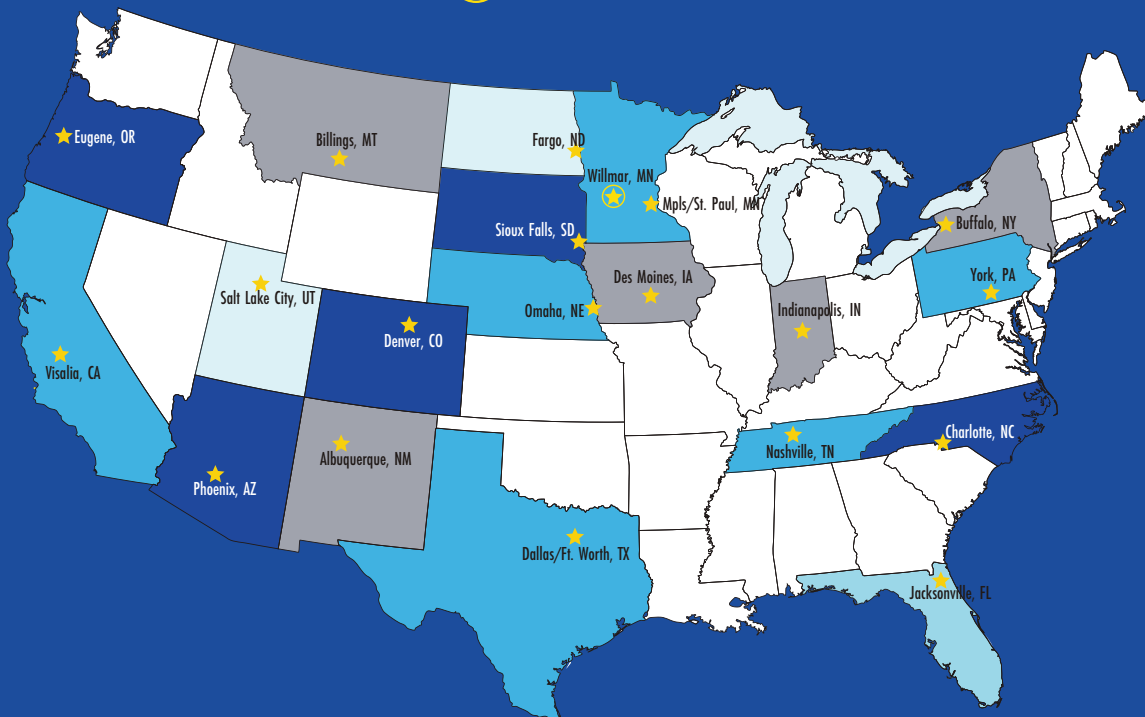 Eugene, OR
Billings, MT
Fargo, ND
Willmar, MN
Mpls/St. Paul, MN
Sioux Falls, SD
Buffalo, NY
York, PA
Des Moines, IA
Salt Lake City, UT
Omaha, NE
Indianapolis, IN
Denver, CO
Visalia, CA
Charlotte, NC
Nashville, TN
Albuquerque, NM
Phoenix, AZ
Dallas/Ft. Worth, TX
Jacksonville, FL